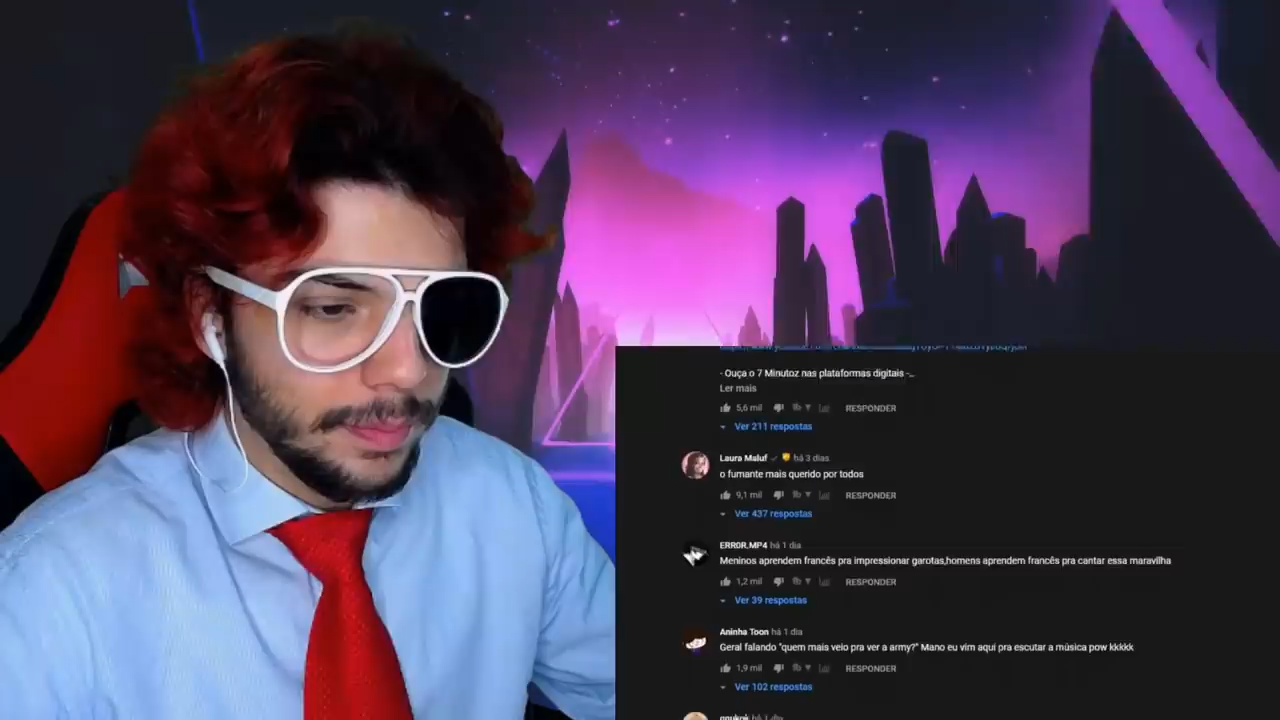 - Ouça o 7 Minutoz nas plataformas digitais -...
Ler mais
5,6 mil RESPONDER
Ver 211 respostas
Laura Maluf há 3 dias
o fumante mais querido por todos
9,1 mil RESPONDER
Ver 437 respostas
ERR0R.MP4 há 1 dia
Meninos aprendem francês pra impressionar garotas,homens aprendem francês pra cantar essa maravilha
1,2 mil RESPONDER
Ver 39 respostas
Aninha Toon há 1 dia
Geral falando "quem mais veio pra ver a army?" Mano eu vim aqui pra escutar a música pow kkkkk
1,9 mil RESPONDER
Ver 102 respostas